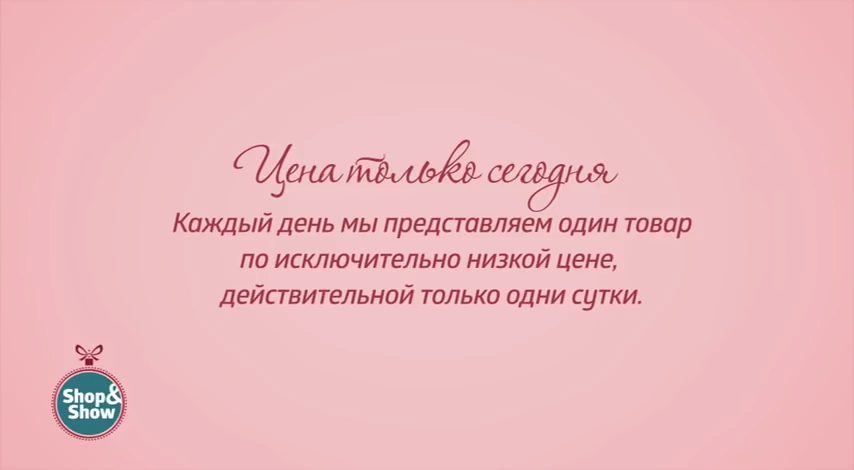 Цена только сегодня
Каждый день мы представляем один товар
по исключительно низкой цене,
действительной только одни сутки.
Shop&
Show